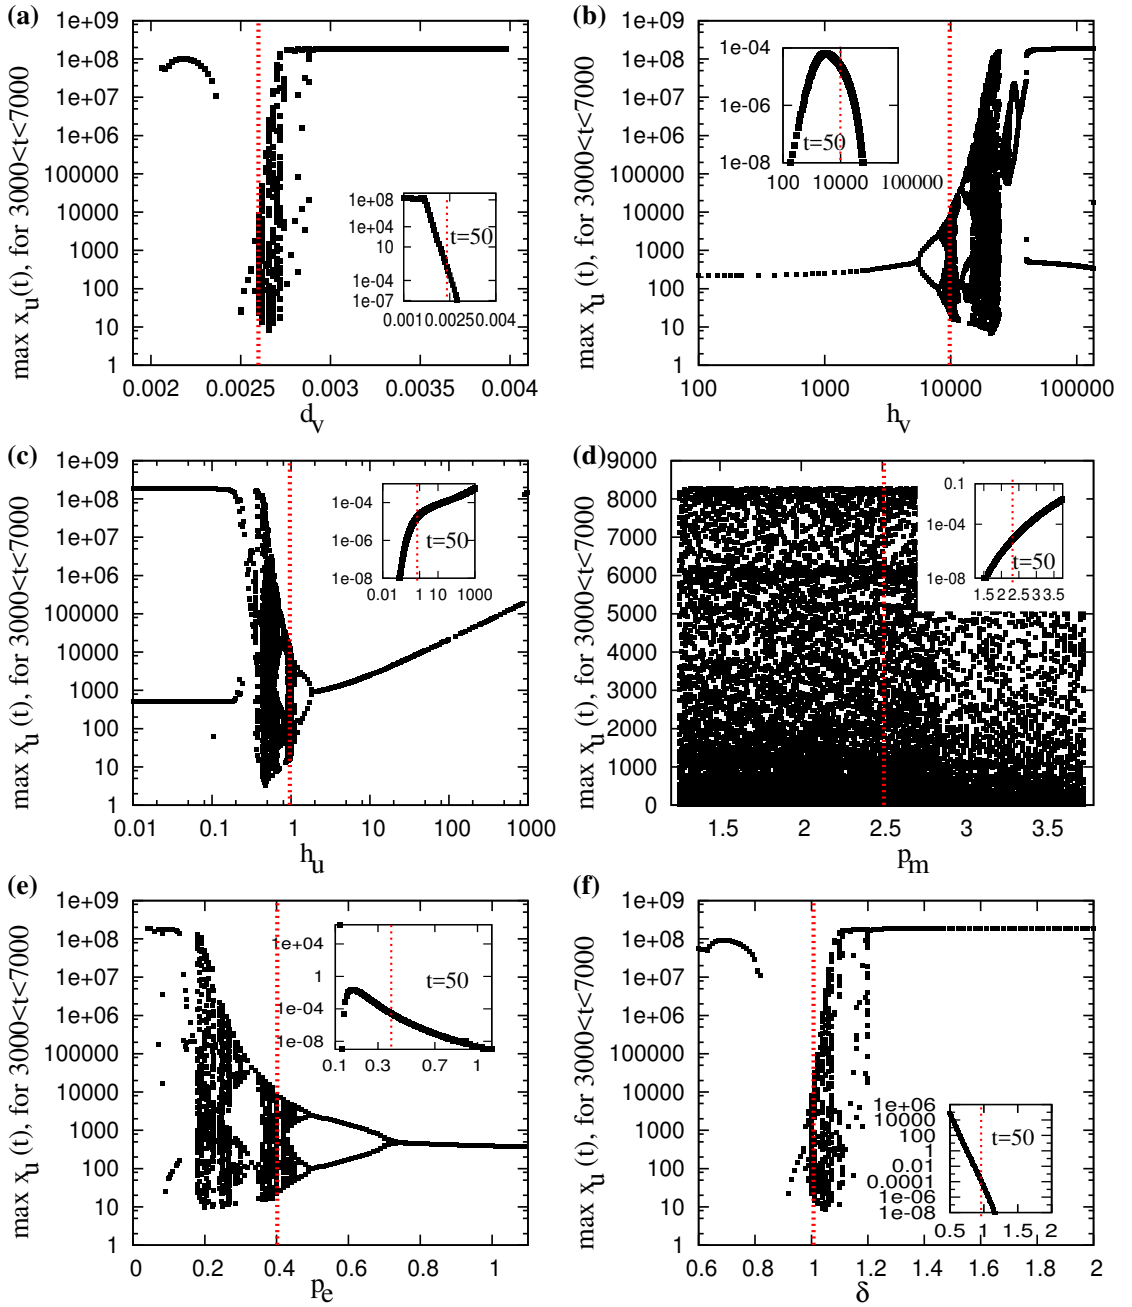 (a)
max x_u(t), for 3000<t<7000
1e+09
1e+08
1e+07
1e+06
100000
10000
1000
100
10
1
0.002 0.0025 0.003 0.0035 0.004
d_v
1e+08
1e+04
10
1e-04
1e-07
t=50
0.001 0.0025 0.004
(b)
max x_u (t), for 3000<t<7000
1e+09
1e+08
1e+07
1e+06
100000
10000
1000
100
10
1
100 1000 10000 100000
h_v
1e-04
1e-06
1e-08
t=50
100 10000 100000
(c)
max x_u (t), for 3000<t<7000
1e+09
1e+08
1e+07
1e+06
100000
10000
1000
100
10
1
0.01 0.1 1 10 100 1000
h_u
1e-04
1e-06
1e-08
t=50
0.01 0.1 1 10 1000
(d)
max x_u (t), for 3000<t<7000
9000
8000
7000
6000
5000
4000
3000
2000
1000
0
1.5 2 2.5 3 3.5
p_m
0.1
1e-04
1e-08
t=50
1.5 2 2.5 3 3.5
(e)
max x_u (t), for 3000<t<7000
1e+09
1e+08
1e+07
1e+06
100000
10000
1000
100
10
1
0 0.2 0.4 0.6 0.8 1
p_e
1e+04
1
1e-04
1e-08
t=50
0.1 0.3 0.7 1
(f)
max x_u (t), for 3000<t<7000
1e+09
1e+08
1e+07
1e+06
100000
10000
1000
100
10
1
0.6 0.8 1 1.2 1.4 1.6 1.8 2
δ
1e+06
10000
100
1
0.01
0.0001
1e-06
1e-08
t=50
0.5 1 1.5 2